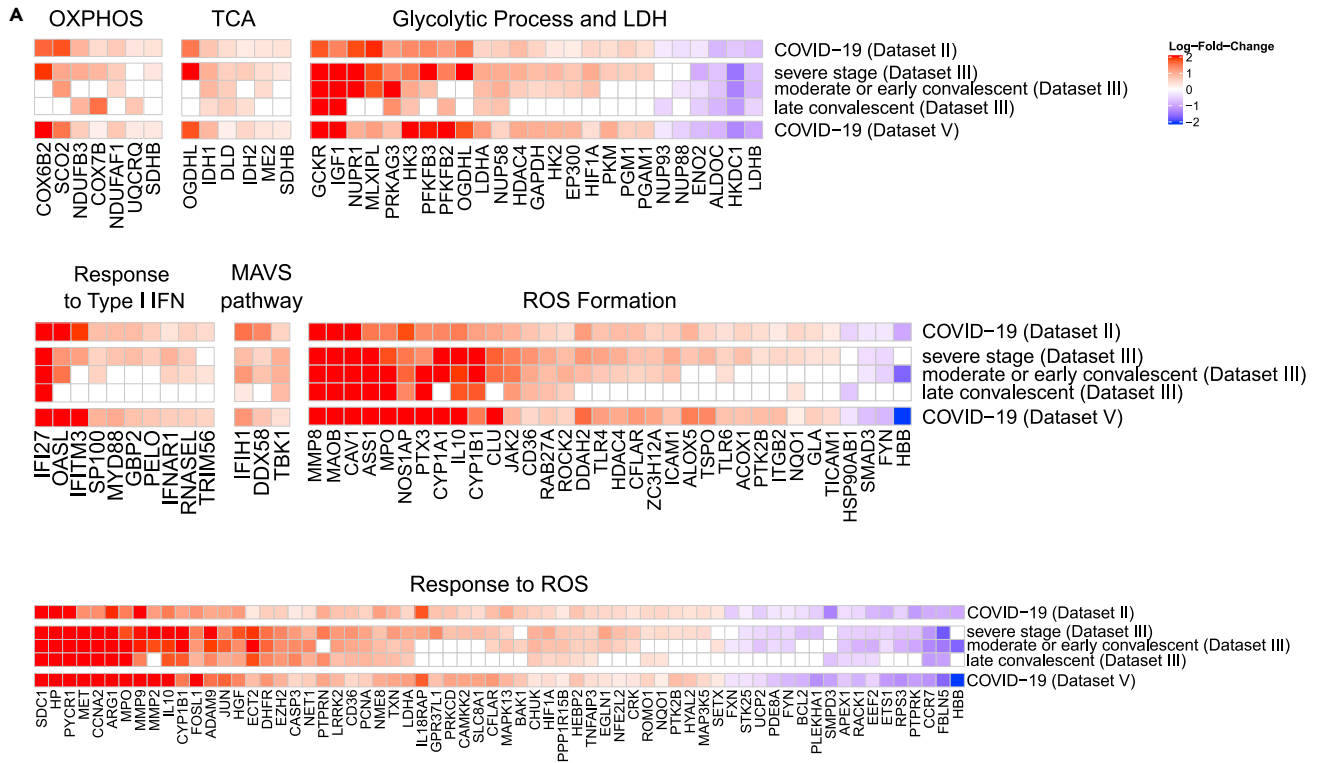 A
OXPHOS
TCA
Glycolytic Process and LDH
COVID−19 (Dataset II)
severe stage (Dataset III)
moderate or early convalescent (Dataset III)
late convalescent (Dataset III)
COVID−19 (Dataset V)
Log−Fold−Change
2
1
0
−1
−2
COX6B2
SCO2
NDUFB3
COX7B
NDUFAF1
UQCRQ
SDHB
OGDHL
IDH1
DLD
IDH2
ME2
SDHB
GCKR
IGF1
NUPR1
MLXIPL
PRKAG3
HK3
PFKFB3
PFKFB2
OGDHL
LDHA
NUP58
HDAC4
GAPDH
HK2
EP300
HIF1A
PKM
PGM1
PGAM1
NUP93
NUP88
ENO2
ALDOC
HKDC1
LDHB
Response
to Type I IFN
MAVS
pathway
ROS Formation
COVID−19 (Dataset II)
severe stage (Dataset III)
moderate or early convalescent (Dataset III)
late convalescent (Dataset III)
COVID−19 (Dataset V)
IFI27
OASL
IFITM3
SP100
MYD88
GBP2
PELO
IFNAR1
RNASEL
TRIM56
IFIH1
DDX58
TBK1
MMP8
MAOB
CAV1
ASS1
MPO
NOS1AP
PTX3
CYP1A1
IL10
CYP1B1
CLU
JAK2
CD36
RAB27A
ROCK2
DDAH2
TLR4
HDAC4
CFLAR
ZC3H12A
ICAM1
ALOX5
TSPO
TLR6
ACOX1
PTK2B
ITGB2
NQO1
GLA
TICAM1
HSP90AB1
SMAD3
FYN
HBB
Response to ROS
COVID−19 (Dataset II)
severe stage (Dataset III)
moderate or early convalescent (Dataset III)
late convalescent (Dataset III)
COVID−19 (Dataset V)
SDC1
HP
PYCR1
MET
CCNA2
ARG1
MPO
MMP9
MMP2
IL10
CYP1B1
FOSL1
ADAM9
JUN
HGF
ECT2
DHFR
EZH2
CASP3
NET1
PTPRN
LRRK2
CD36
PCNA
NME8
TXN
LDHA
IL18RAP
GPR37L1
PRKCD
CAMKK2
SLC8A1
CFLAR
MAPK13
BAK1
CHUK
HIF1A
PPP1R15B
HEBP2
TNFAIP3
EGLN1
NFE2L2
CRK
ROMO1
NQO1
PTK2B
HYAL2
MAP3K5
SETX
FXN
STK25
UCP2
PDE8A
FYN
BCL2
PLEKHA1
SMPD3
APEX1
RACK1
EEF2
ETS1
RPS3
PTPRK
CCR7
FBLN5
HBB